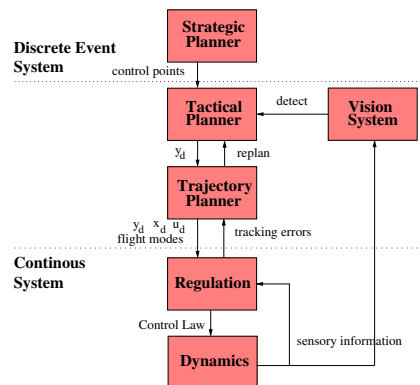 Strategic
Planner
Discrete Event
System
control points
Tactical
Planner
detect
Vision
System
y_d
replan
Trajectory
Planner
y_d x_d u_d
flight modes
tracking errors
Continous
System
Regulation
Control Law
sensory information
Dynamics